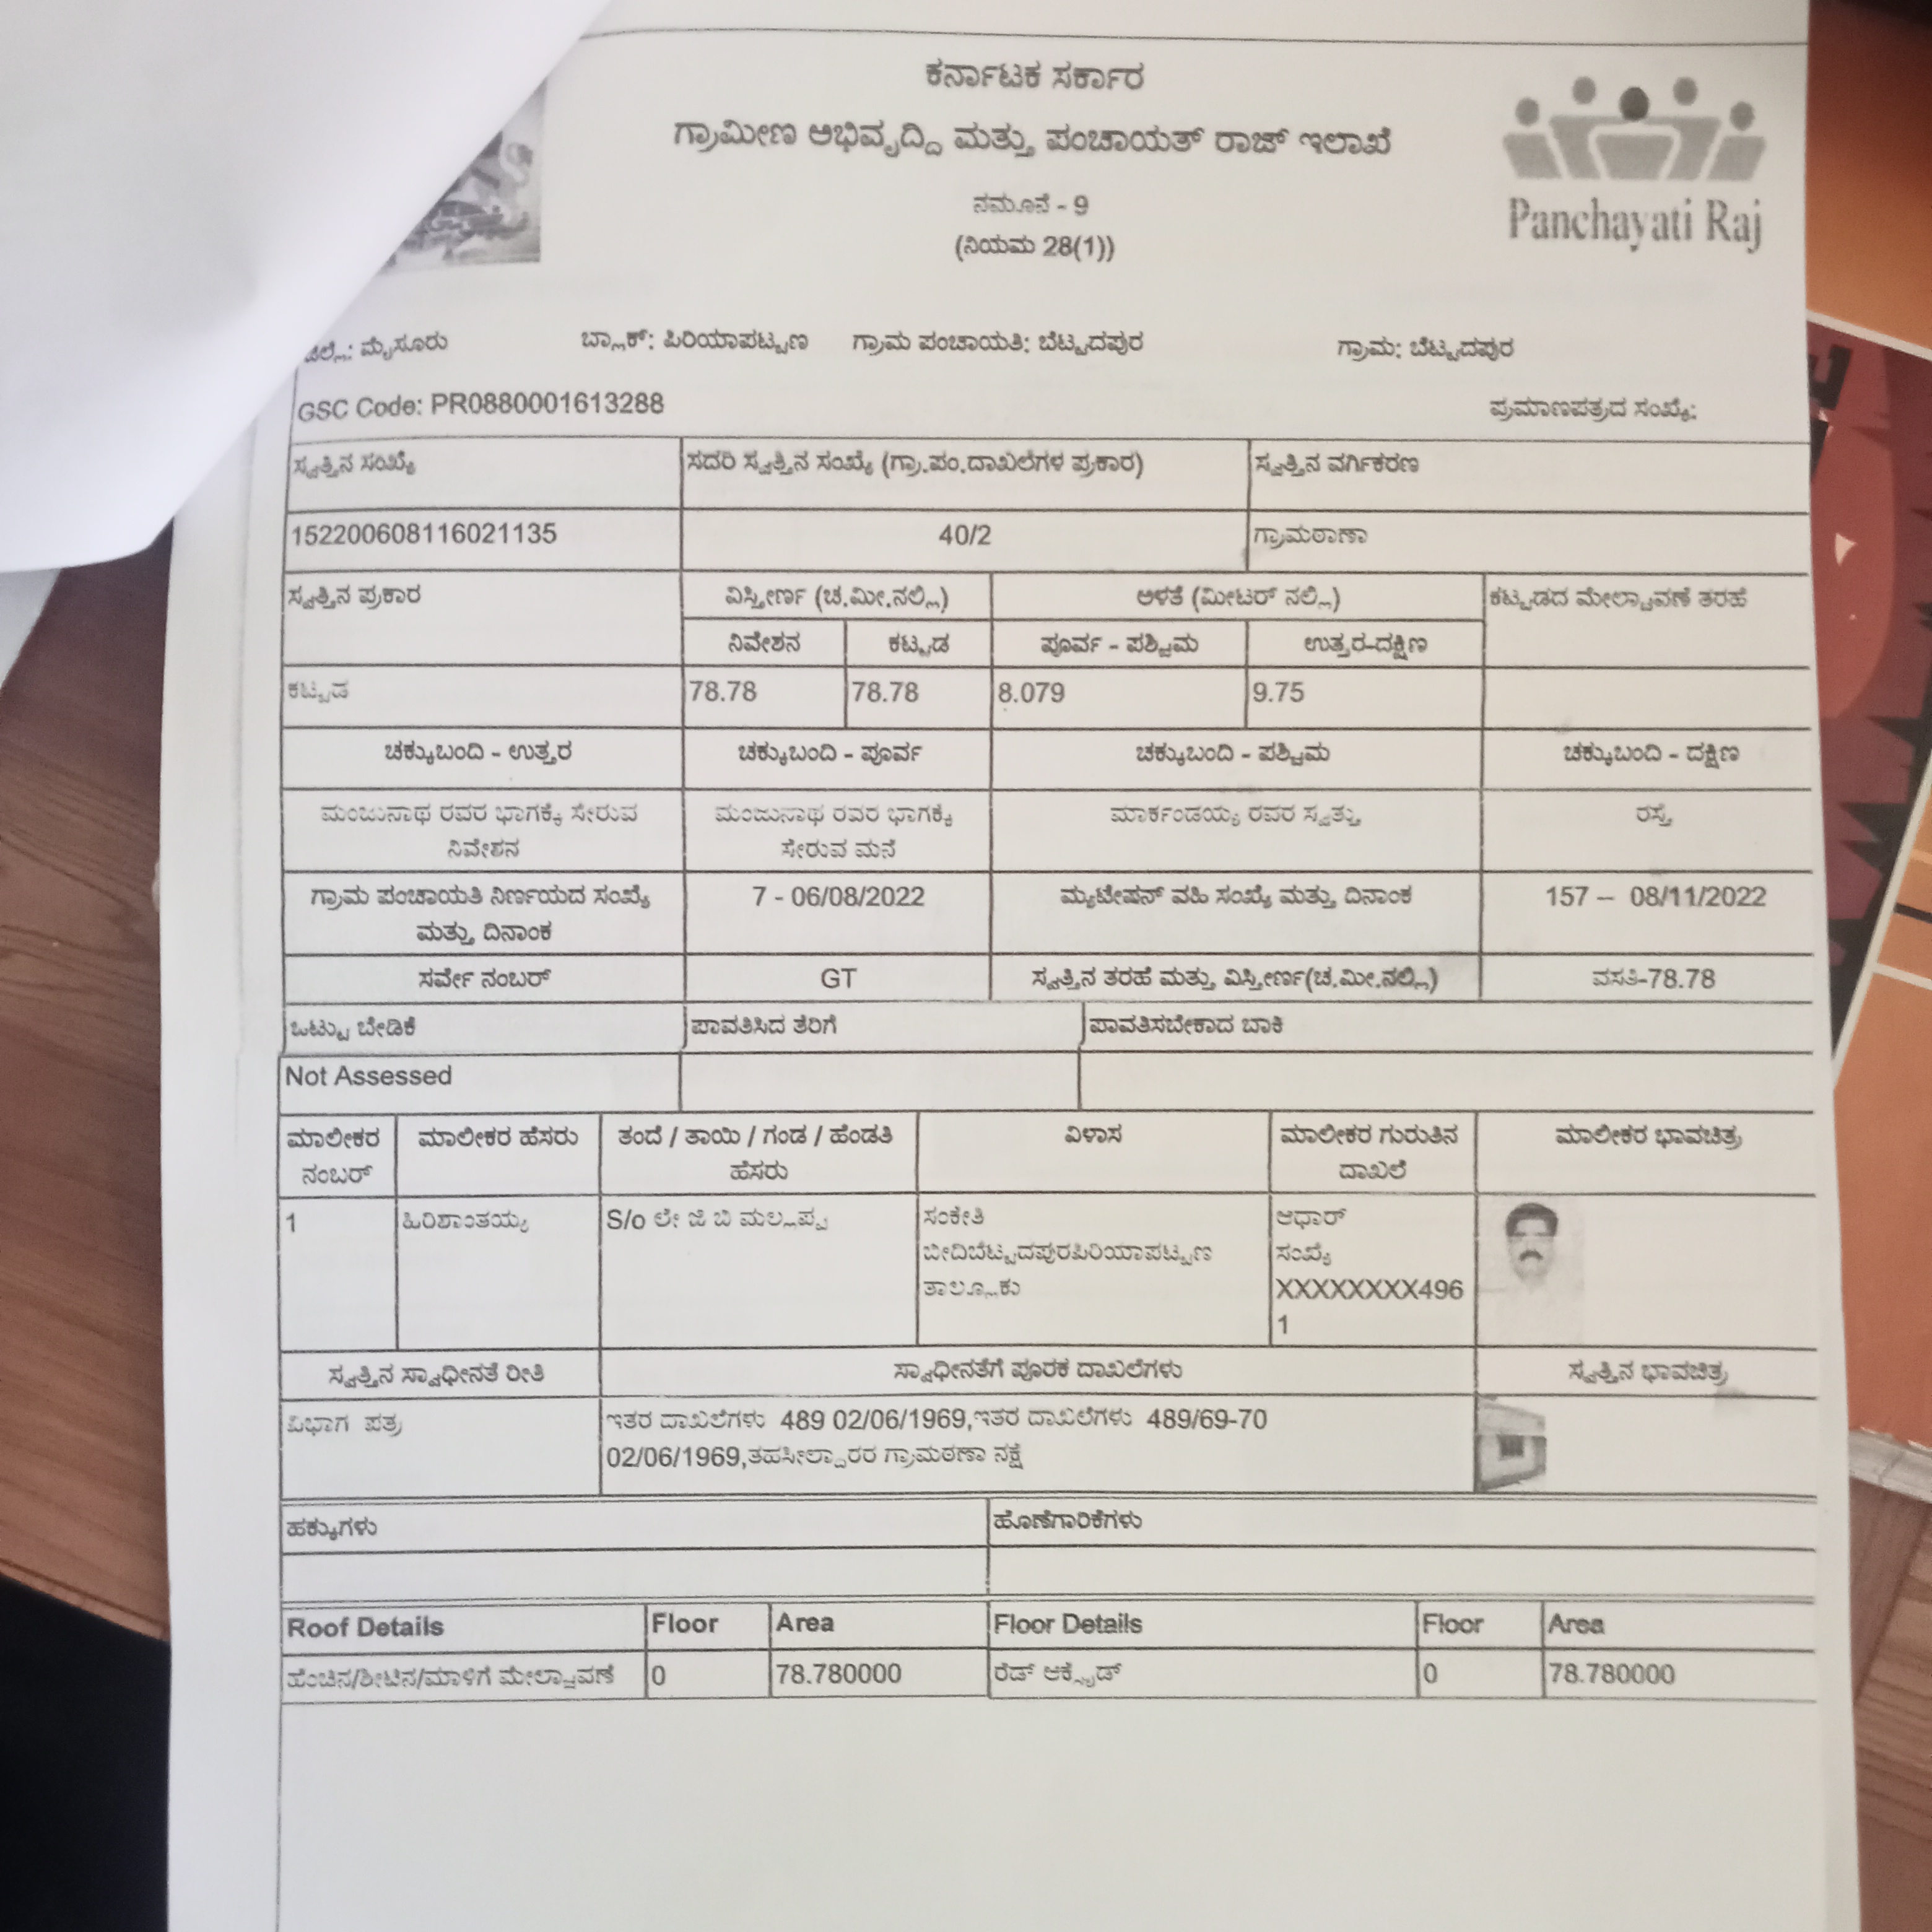 ಕರ್ನಾಟಕ ಸರ್ಕಾರ
ಗ್ರಾಮೀಣ ಅಭಿವೃದ್ಧಿ ಮತ್ತು ಪಂಚಾಯತ್ ರಾಜ್ ಇಲಾಖೆ
ನಮೂನೆ - 9
(ನಿಯಮ 28(1))
Panchayati Raj
ಜಿಲ್ಲೆ: ಮೈಸೂರು ಬ್ಲಾಕ್: ಪಿರಿಯಾಪಟ್ಟಣ ಗ್ರಾಮ ಪಂಚಾಯತಿ: ಬೆಟ್ಟದಪುರ ಗ್ರಾಮ: ಬೆಟ್ಟದಪುರ
GSC Code: PR0880001613288 ಪ್ರಮಾಣಪತ್ರದ ಸಂಖ್ಯೆ:
ಸ್ವತ್ತಿನ ಸಂಖ್ಯೆ ಸದರಿ ಸ್ವತ್ತಿನ ಸಂಖ್ಯೆ (ಗ್ರಾ.ಪಂ.ದಾಖಲೆಗಳ ಪ್ರಕಾರ) ಸ್ವತ್ತಿನ ವರ್ಗಿಕರಣ
152200608116021135 40/2 ಗ್ರಾಮಠಾಣಾ
ಸ್ವತ್ತಿನ ಪ್ರಕಾರ ವಿಸ್ತೀರ್ಣ (ಚ.ಮೀ.ನಲ್ಲಿ) ಅಳತೆ (ಮೀಟರ್ ನಲ್ಲಿ) ಕಟ್ಟಡದ ಮೇಲ್ಚಾವಣೆ ತರಹೆ
ನಿವೇಶನ ಕಟ್ಟಡ ಪೂರ್ವ - ಪಶ್ಚಿಮ ಉತ್ತರ-ದಕ್ಷಿಣ
ಕಟ್ಟಡ 78.78 78.78 8.079 9.75
ಚಕ್ಕುಬಂದಿ - ಉತ್ತರ ಚಕ್ಕುಬಂದಿ - ಪೂರ್ವ ಚಕ್ಕುಬಂದಿ - ಪಶ್ಚಿಮ ಚಕ್ಕುಬಂದಿ - ದಕ್ಷಿಣ
ಮಂಜುನಾಥ ರವರ ಭಾಗಕ್ಕೆ ಸೇರುವ ಮಂಜುನಾಥ ರವರ ಭಾಗಕ್ಕೆ ಮಾರ್ಕಂಡಯ್ಯ ರವರ ಸ್ವತ್ತು ರಸ್ತೆ
ನಿವೇಶನ ಸೇರುವ ಮನೆ
ಗ್ರಾಮ ಪಂಚಾಯತಿ ನಿರ್ಣಯದ ಸಂಖ್ಯೆ 7 - 06/08/2022 ಮ್ಯುಟೇಷನ್ ವಹಿ ಸಂಖ್ಯೆ ಮತ್ತು ದಿನಾಂಕ 157 – 08/11/2022
ಮತ್ತು ದಿನಾಂಕ
ಸರ್ವೇ ನಂಬರ್ GT ಸ್ವತ್ತಿನ ತರಹೆ ಮತ್ತು ವಿಸ್ತೀರ್ಣ(ಚ.ಮೀ.ನಲ್ಲಿ) ವಸತಿ-78.78
ಒಟ್ಟು ಬೇಡಿಕೆ ಪಾವತಿಸಿದ ತೆರಿಗೆ ಪಾವತಿಸಬೇಕಾದ ಬಾಕಿ
Not Assessed
ಮಾಲೀಕರ ಮಾಲೀಕರ ಹೆಸರು ತಂದೆ / ತಾಯಿ / ಗಂಡ / ಹೆಂಡತಿ ವಿಳಾಸ ಮಾಲೀಕರ ಗುರುತಿನ ಮಾಲೀಕರ ಭಾವಚಿತ್ರ
ನಂಬರ್ ಹೆಸರು ದಾಖಲೆ
1 ಹಿರಿಶಾಂತಯ್ಯ S/o ಲೇ ಜಿ ಬಿ ಮಲ್ಲಪ್ಪ ಸಂಕೇತಿ ಆಧಾರ್
ಬೀದಿಬೆಟ್ಟದಪುರಪಿರಿಯಾಪಟ್ಟಣ ಸಂಖ್ಯೆ
ತಾಲ್ಲೂಕು XXXXXXXX496
1
ಸ್ವತ್ತಿನ ಸ್ವಾಧೀನತೆ ರೀತಿ ಸ್ವಾಧೀನತೆಗೆ ಪೂರಕ ದಾಖಲೆಗಳು ಸ್ವತ್ತಿನ ಭಾವಚಿತ್ರ
ವಿಭಾಗ ಪತ್ರ ಇತರ ದಾಖಲೆಗಳು 489 02/06/1969,ಇತರ ದಾಖಲೆಗಳು 489/69-70
02/06/1969,ತಹಸೀಲ್ದಾರರ ಗ್ರಾಮಠಣಾ ನಕ್ಷೆ
ಹಕ್ಕುಗಳು ಹೊಣೆಗಾರಿಕೆಗಳು
Roof Details Floor Area Floor Details Floor Area
ಹೆಂಚಿನ/ಶೀಟಿನ/ಮಾಳಿಗೆ ಮೇಲ್ಚಾವಣೆ 0 78.780000 ರೆಡ್ ಆಕ್ಸೈಡ್ 0 78.780000